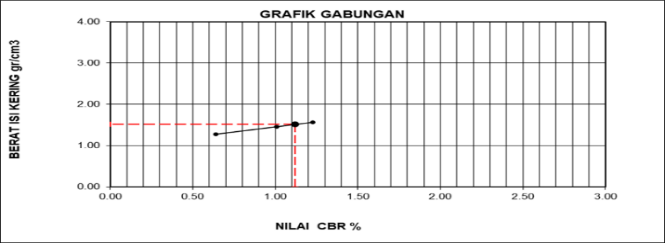 GRAFIK GABUNGAN
BERAT ISI KERING gr/cm3
4.00
3.00
2.00
1.00
0.00
0.00 0.50 1.00 1.50 2.00 2.50 3.00
NILAI CBR %